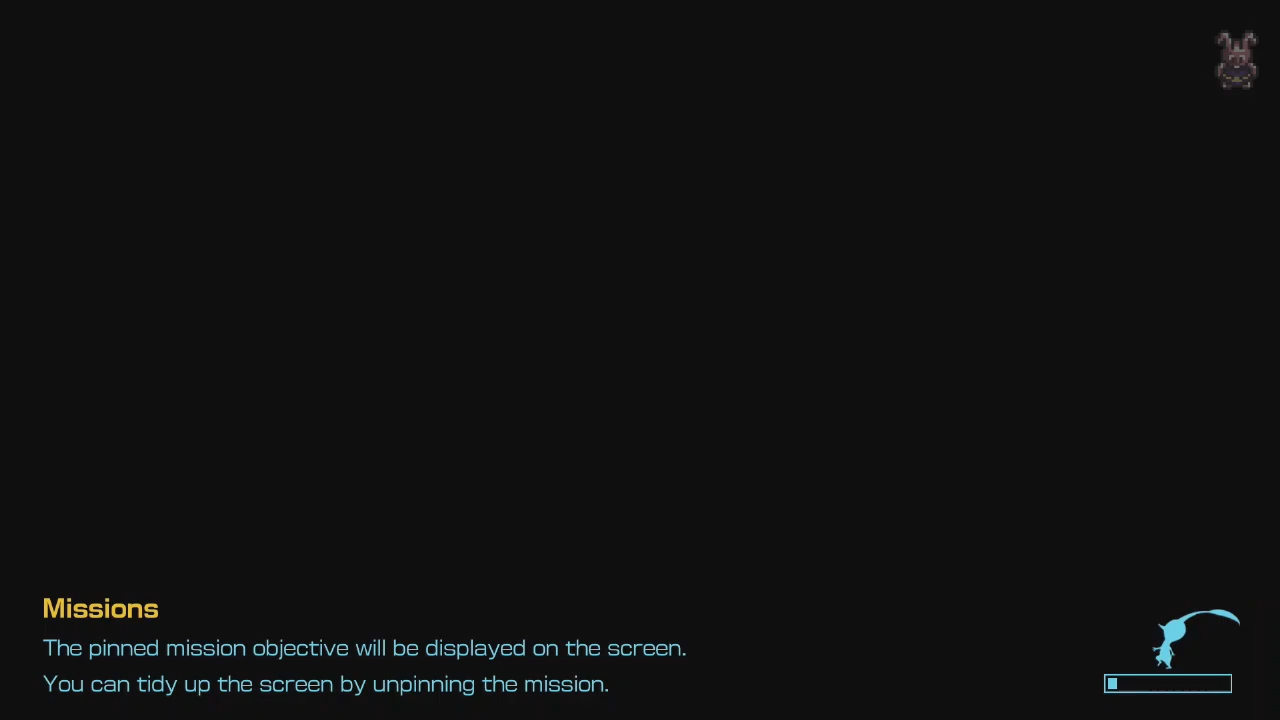 Missions
The pinned mission objective will be displayed on the screen.
You can tidy up the screen by unpinning the mission.